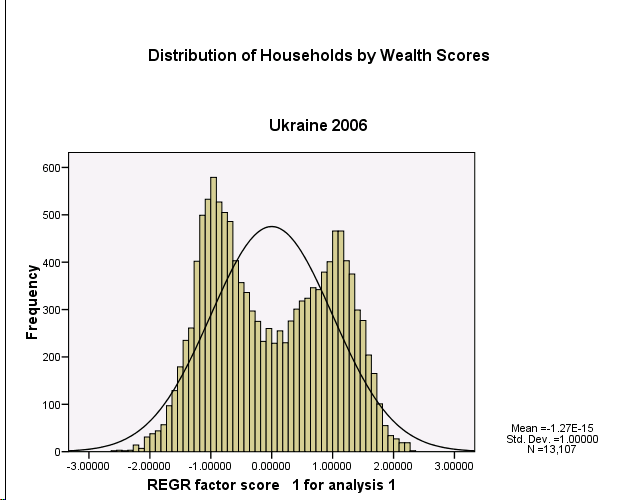 Distribution of Households by Wealth Scores
Ukraine 2006
600
500
400
300
200
100
0
Frequency
-3.00000 -2.00000 -1.00000 0.00000 1.00000 2.00000 3.00000
REGR factor score 1 for analysis 1
Mean =-1.27E-15
Std. Dev. =1.00000
N =13,107